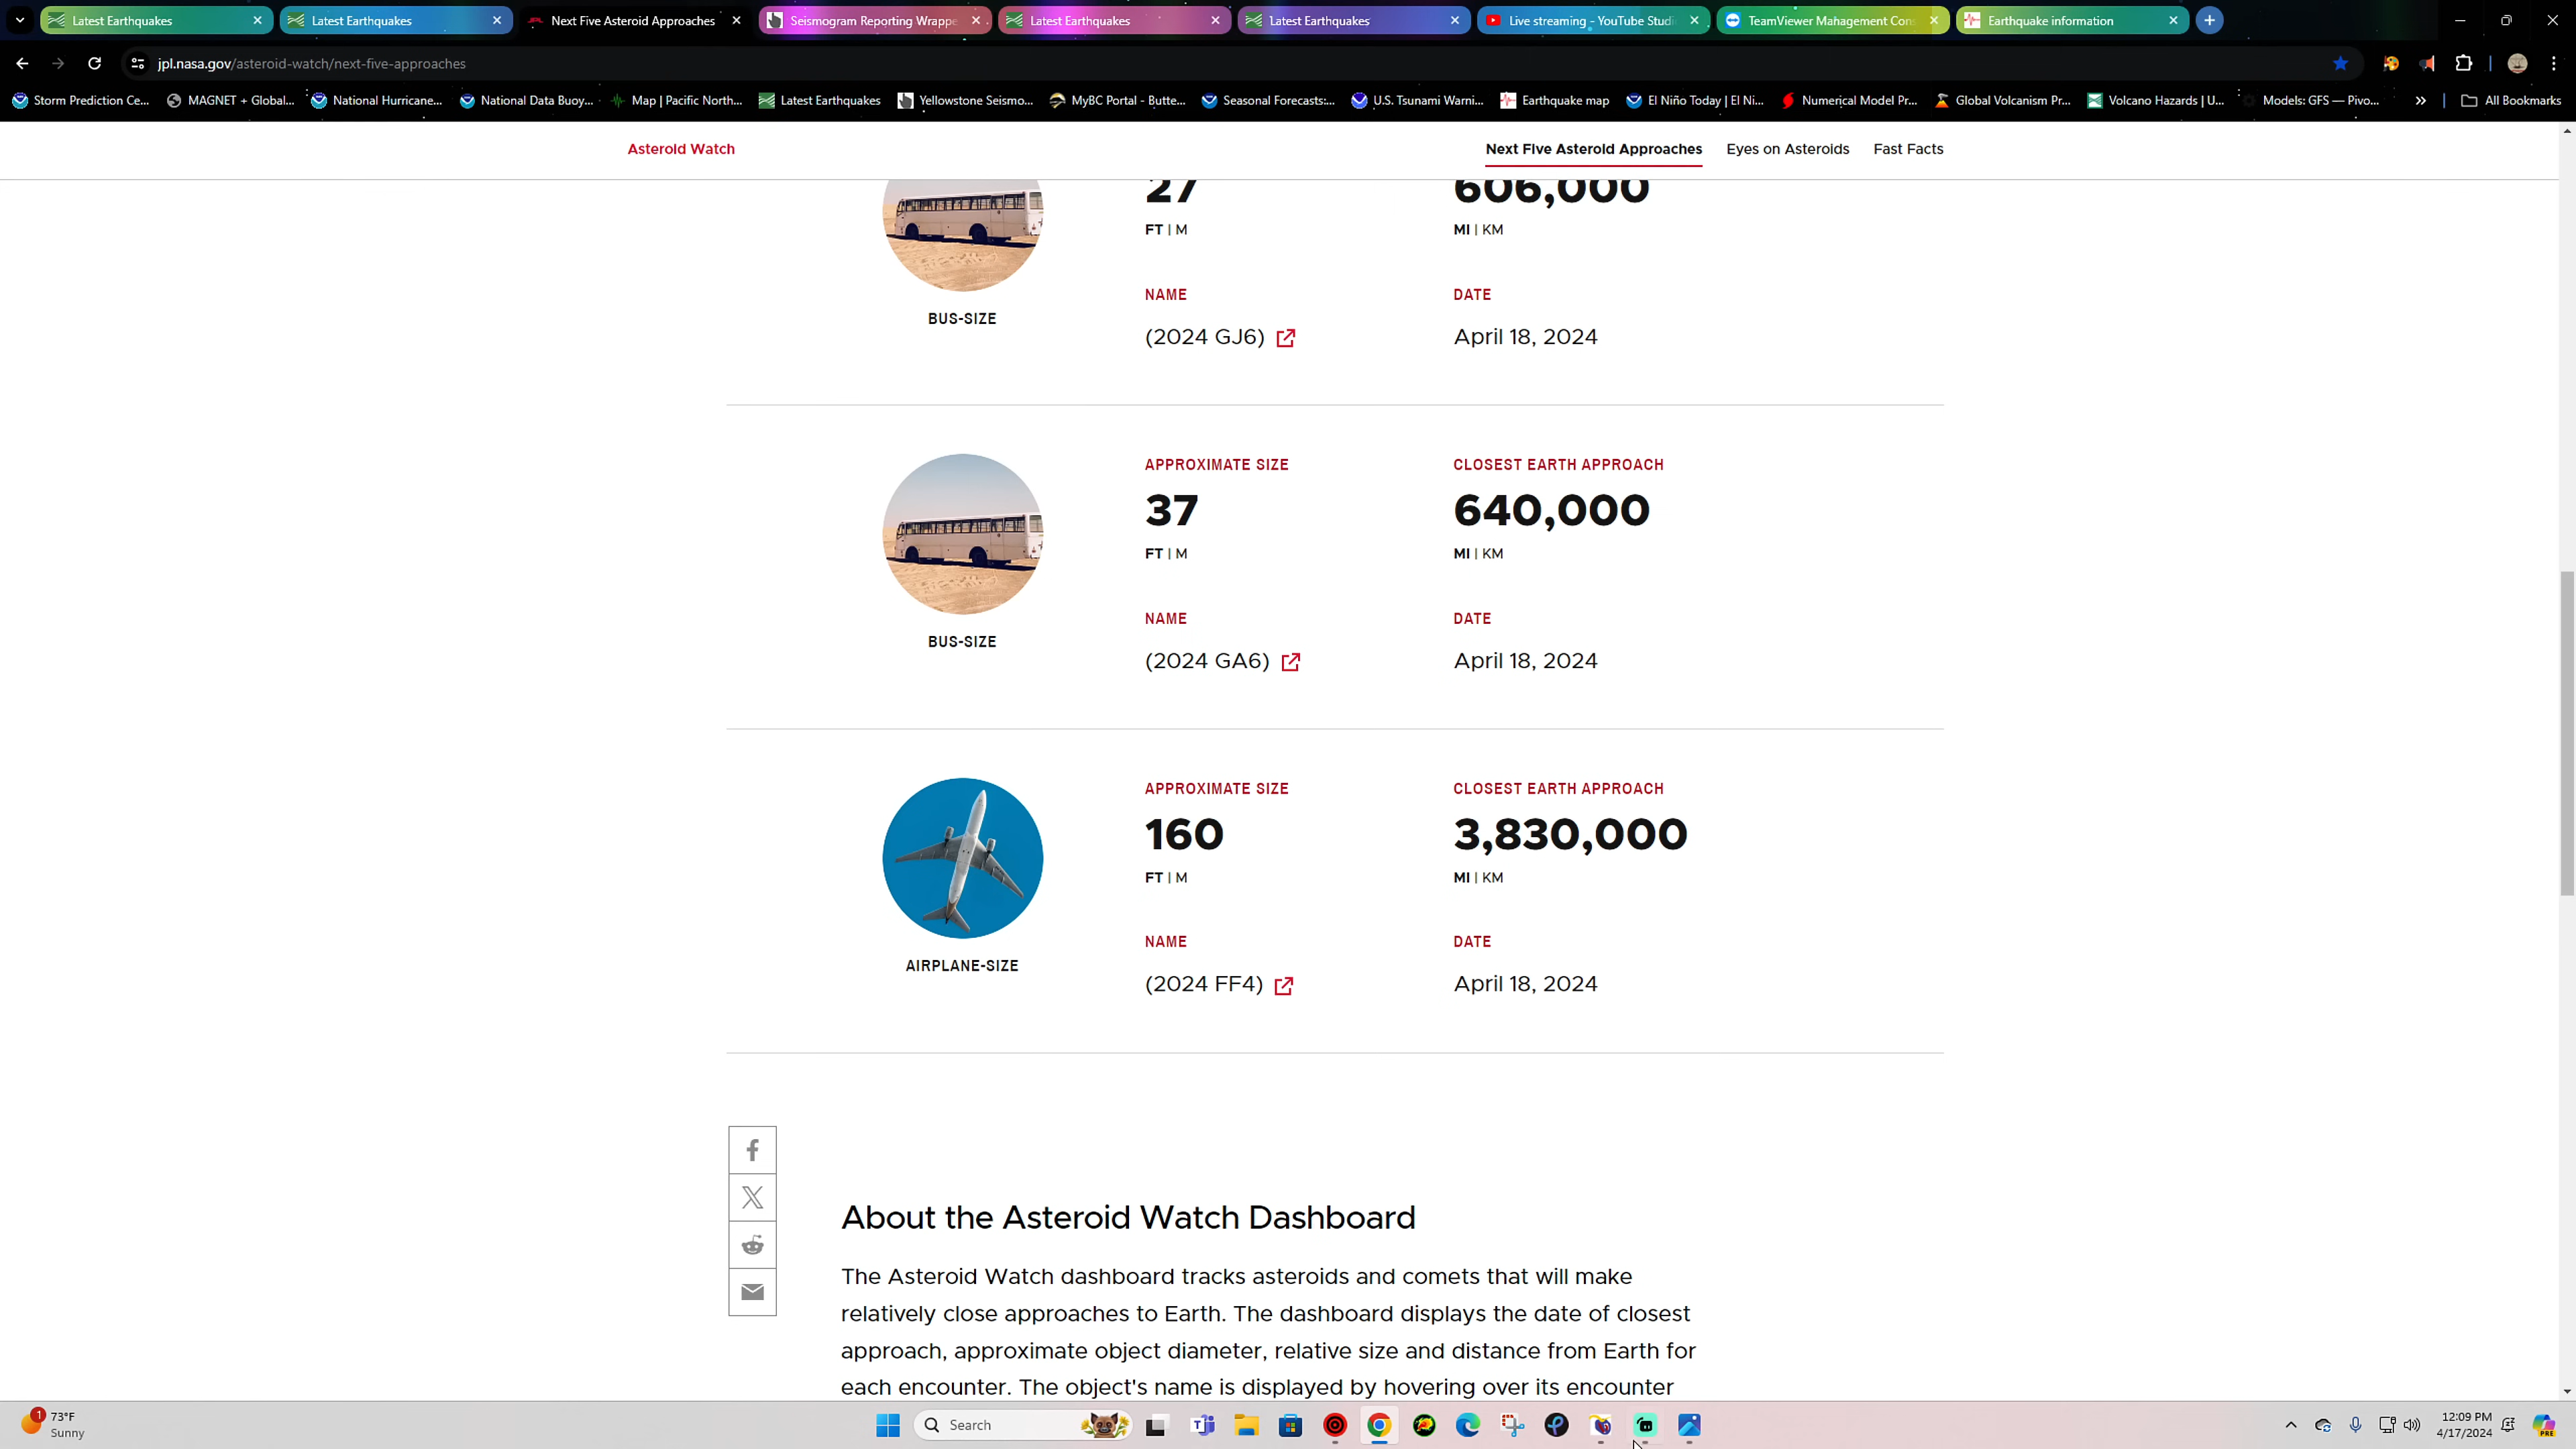 Latest Earthquakes
Latest Earthquakes
Next Five Asteroid Approaches
Seismogram Reporting Wrappe
Latest Earthquakes
Latest Earthquakes
Live streaming - YouTube Studi
TeamViewer Management Con
Earthquake information
jpl.nasa.gov/asteroid-watch/next-five-approaches
Storm Prediction Ce...
MAGNET + Global...
National Hurricane...
National Data Buoy...
Map | Pacific North...
Latest Earthquakes
Yellowstone Seismo...
MyBC Portal - Butte...
Seasonal Forecasts:...
U.S. Tsunami Warni...
Earthquake map
El Niño Today | El Ni...
Numerical Model Pr...
Global Volcanism Pr...
Volcano Hazards | U...
Models: GFS — Pivo...
All Bookmarks
Asteroid Watch
Next Five Asteroid Approaches
Eyes on Asteroids
Fast Facts
27
606,000
FT | M
MI | KM
NAME
DATE
BUS-SIZE
(2024 GJ6)
April 18, 2024
APPROXIMATE SIZE
CLOSEST EARTH APPROACH
37
640,000
FT | M
MI | KM
NAME
DATE
BUS-SIZE
(2024 GA6)
April 18, 2024
APPROXIMATE SIZE
CLOSEST EARTH APPROACH
160
3,830,000
FT | M
MI | KM
NAME
DATE
AIRPLANE-SIZE
(2024 FF4)
April 18, 2024
About the Asteroid Watch Dashboard
The Asteroid Watch dashboard tracks asteroids and comets that will make
relatively close approaches to Earth. The dashboard displays the date of closest
approach, approximate object diameter, relative size and distance from Earth for
each encounter. The object's name is displayed by hovering over its encounter
1
73°F
Sunny
Search
12:09 PM
4/17/2024
PRE